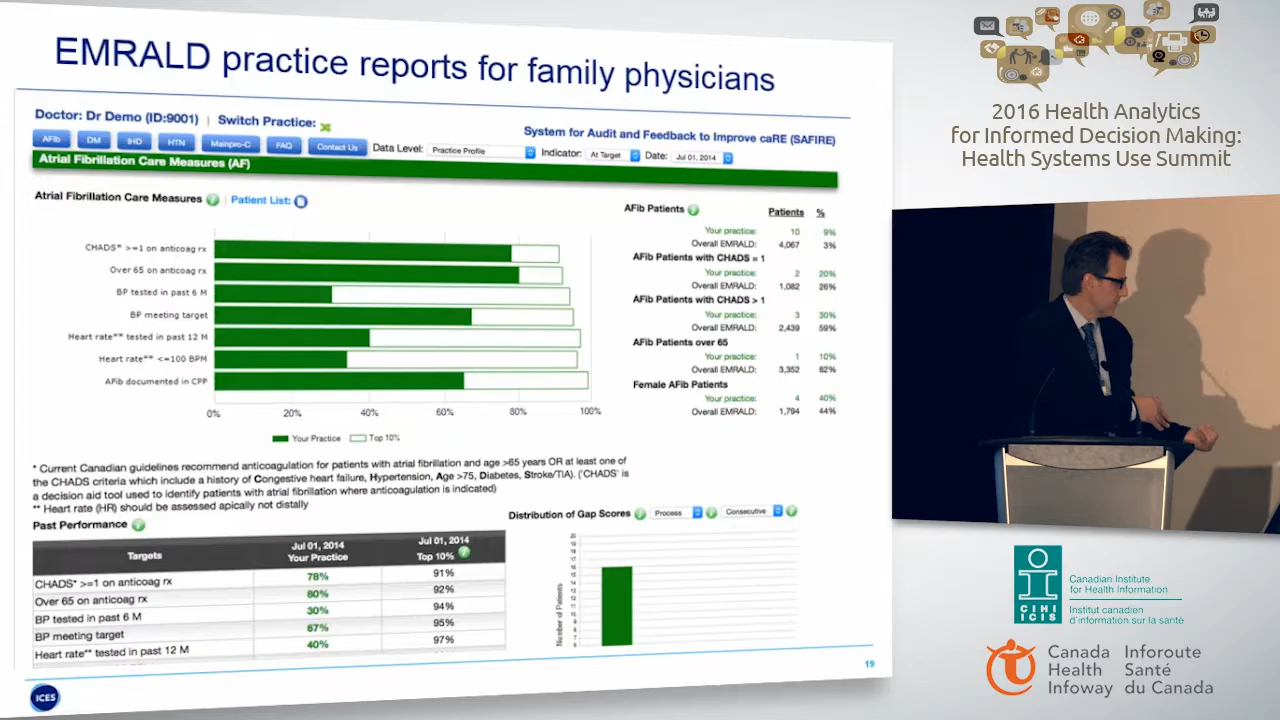 EMRALD practice reports for family physicians
Doctor: Dr Demo (ID:9001) | Switch Practice:
System for Audit and Feedback to Improve caRE (SAFIRE)
AFib DM IHD HTN Mainpro-C FAQ Contact Us Data Level: Practice Profile Indicator: At Target Date: Jul 01, 2014
Atrial Fibrillation Care Measures (AF)
Atrial Fibrillation Care Measures | Patient List:
CHADS* >=1 on anticoag rx
Over 65 on anticoag rx
BP tested in past 6 M
BP meeting target
Heart rate** tested in past 12 M
Heart rate** <=100 BPM
AFib documented in CPP
0% 20% 40% 60% 80% 100%
Your Practice Top 10%
AFib Patients Patients %
Your practice: 10 9%
Overall EMRALD: 4,067 3%
AFib Patients with CHADS = 1
Your practice: 2 20%
Overall EMRALD: 1,082 26%
AFib Patients with CHADS > 1
Your practice: 3 30%
Overall EMRALD: 2,439 59%
AFib Patients over 65
Your practice: 1 10%
Overall EMRALD: 3,352 82%
Female AFib Patients
Your practice: 4 40%
Overall EMRALD: 1,794 44%
* Current Canadian guidelines recommend anticoagulation for patients with atrial fibrillation and age >65 years OR at least one of
the CHADS criteria which include a history of Congestive heart failure, Hypertension, Age >75, Diabetes, Stroke/TIA). ('CHADS' is
a decision aid tool used to identify patients with atrial fibrillation where anticoagulation is indicated)
** Heart rate (HR) should be assessed apically not distally
Past Performance
Targets Jul 01, 2014 Your Practice Jul 01, 2014 Top 10%
CHADS* >=1 on anticoag rx 78% 91%
Over 65 on anticoag rx 80% 92%
BP tested in past 6 M 30% 94%
BP meeting target 67% 95%
Heart rate** tested in past 12 M 40% 97%
Distribution of Gap Scores Process Consecutive
Number of Patients
19
ICES
2016 Health Analytics
for Informed Decision Making:
Health Systems Use Summit
CIHI
ICIS
Canadian Institute
for Health Information
Institut canadien
d'information sur la santé
Canada Inforoute
Health Santé
Infoway du Canada